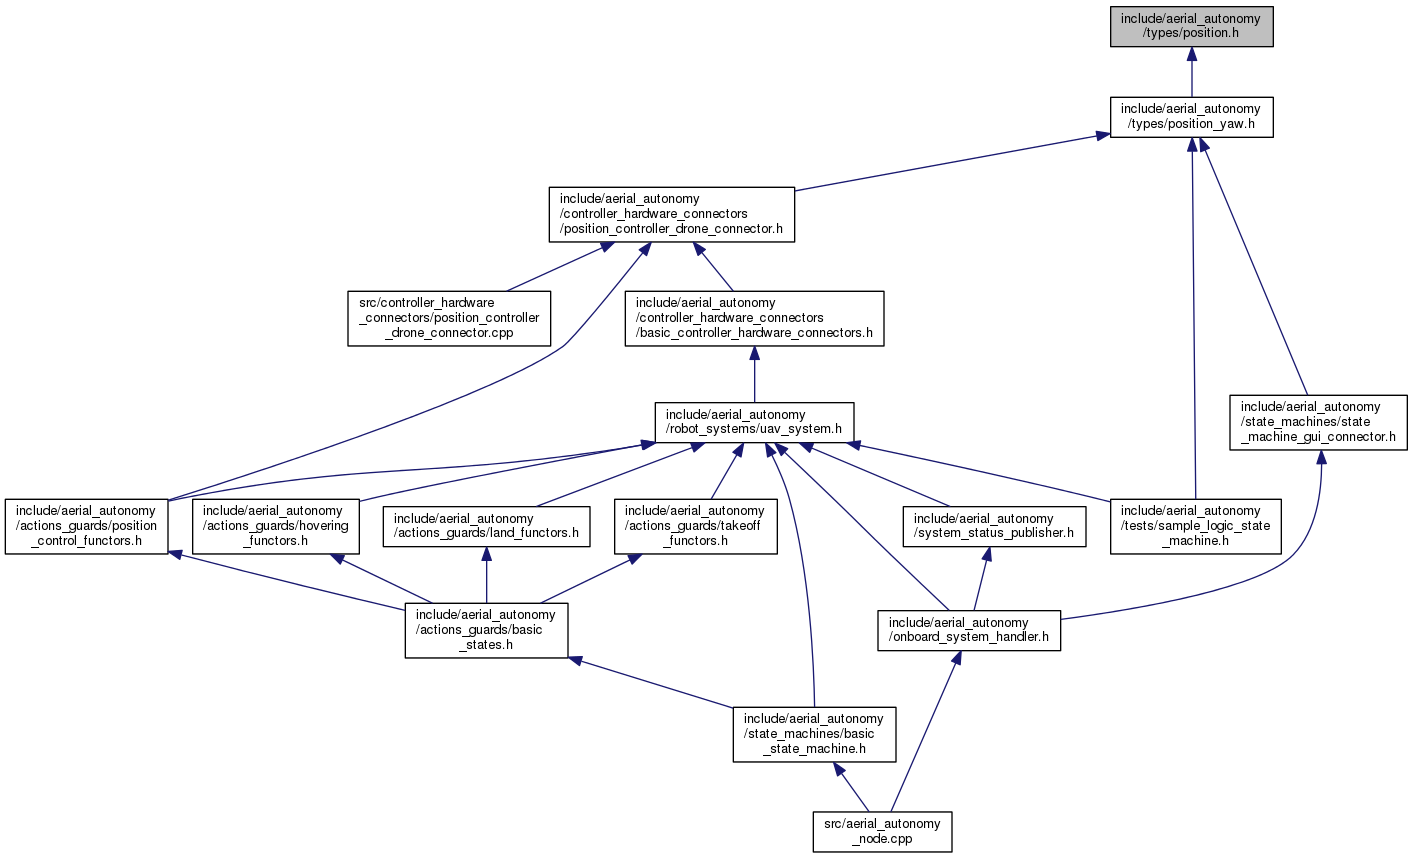 include/aerial_autonomy
/types/position.h
include/aerial_autonomy
/types/position_yaw.h
include/aerial_autonomy
/controller_hardware_connectors
/position_controller_drone_connector.h
src/controller_hardware
_connectors/position_controller
_drone_connector.cpp
include/aerial_autonomy
/controller_hardware_connectors
/basic_controller_hardware_connectors.h
include/aerial_autonomy
/robot_systems/uav_system.h
include/aerial_autonomy
/state_machines/state
_machine_gui_connector.h
include/aerial_autonomy
/actions_guards/position
_control_functors.h
include/aerial_autonomy
/actions_guards/hovering
_functors.h
include/aerial_autonomy
/actions_guards/land_functors.h
include/aerial_autonomy
/actions_guards/takeoff
_functors.h
include/aerial_autonomy
/system_status_publisher.h
include/aerial_autonomy
/tests/sample_logic_state
_machine.h
include/aerial_autonomy
/actions_guards/basic
_states.h
include/aerial_autonomy
/onboard_system_handler.h
include/aerial_autonomy
/state_machines/basic
_state_machine.h
src/aerial_autonomy
_node.cpp